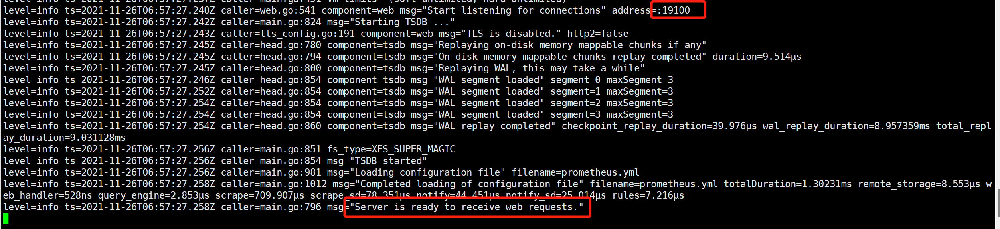 level=info ts=2021-11-26T06:57:27.237Z caller=main.go:431 vm_limits="(soft=unlimited, hard=unlimited)"
level=info ts=2021-11-26T06:57:27.240Z caller=web.go:541 component=web msg="Start listening for connections" address=:19100
level=info ts=2021-11-26T06:57:27.242Z caller=main.go:824 msg="Starting TSDB ..."
level=info ts=2021-11-26T06:57:27.243Z caller=tls_config.go:191 component=web msg="TLS is disabled." http2=false
level=info ts=2021-11-26T06:57:27.245Z caller=head.go:780 component=tsdb msg="Replaying on-disk memory mappable chunks if any"
level=info ts=2021-11-26T06:57:27.245Z caller=head.go:794 component=tsdb msg="On-disk memory mappable chunks replay completed" duration=9.514µs
level=info ts=2021-11-26T06:57:27.245Z caller=head.go:800 component=tsdb msg="Replaying WAL, this may take a while"
level=info ts=2021-11-26T06:57:27.246Z caller=head.go:854 component=tsdb msg="WAL segment loaded" segment=0 maxSegment=3
level=info ts=2021-11-26T06:57:27.252Z caller=head.go:854 component=tsdb msg="WAL segment loaded" segment=1 maxSegment=3
level=info ts=2021-11-26T06:57:27.254Z caller=head.go:854 component=tsdb msg="WAL segment loaded" segment=2 maxSegment=3
level=info ts=2021-11-26T06:57:27.254Z caller=head.go:854 component=tsdb msg="WAL segment loaded" segment=3 maxSegment=3
level=info ts=2021-11-26T06:57:27.254Z caller=head.go:860 component=tsdb msg="WAL replay completed" checkpoint_replay_duration=39.976µs wal_replay_duration=8.957359ms total_repl
ay_duration=9.031128ms
level=info ts=2021-11-26T06:57:27.256Z caller=main.go:851 fs_type=XFS_SUPER_MAGIC
level=info ts=2021-11-26T06:57:27.256Z caller=main.go:854 msg="TSDB started"
level=info ts=2021-11-26T06:57:27.256Z caller=main.go:981 msg="Loading configuration file" filename=prometheus.yml
level=info ts=2021-11-26T06:57:27.258Z caller=main.go:1012 msg="Completed loading of configuration file" filename=prometheus.yml totalDuration=1.30231ms remote_storage=8.553µs w
eb_handler=528ns query_engine=2.853µs scrape=709.907µs scrape_sd=78.351µs notify=44.451µs notify_sd=25.014µs rules=7.216µs
level=info ts=2021-11-26T06:57:27.258Z caller=main.go:796 msg="Server is ready to receive web requests."